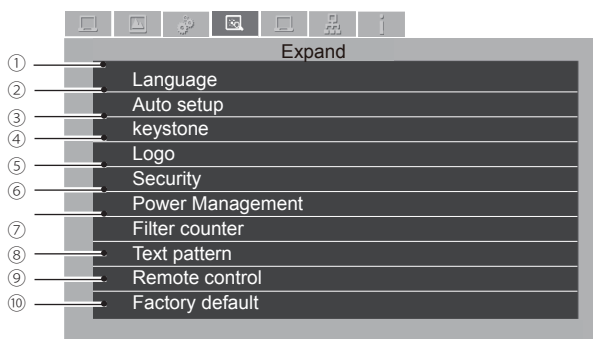 Expand
① Language
② Auto setup
③ keystone
④ Logo
⑤ Security
⑥ Power Management
⑦ Filter counter
⑧ Text pattern
⑨ Remote control
⑩ Factory default